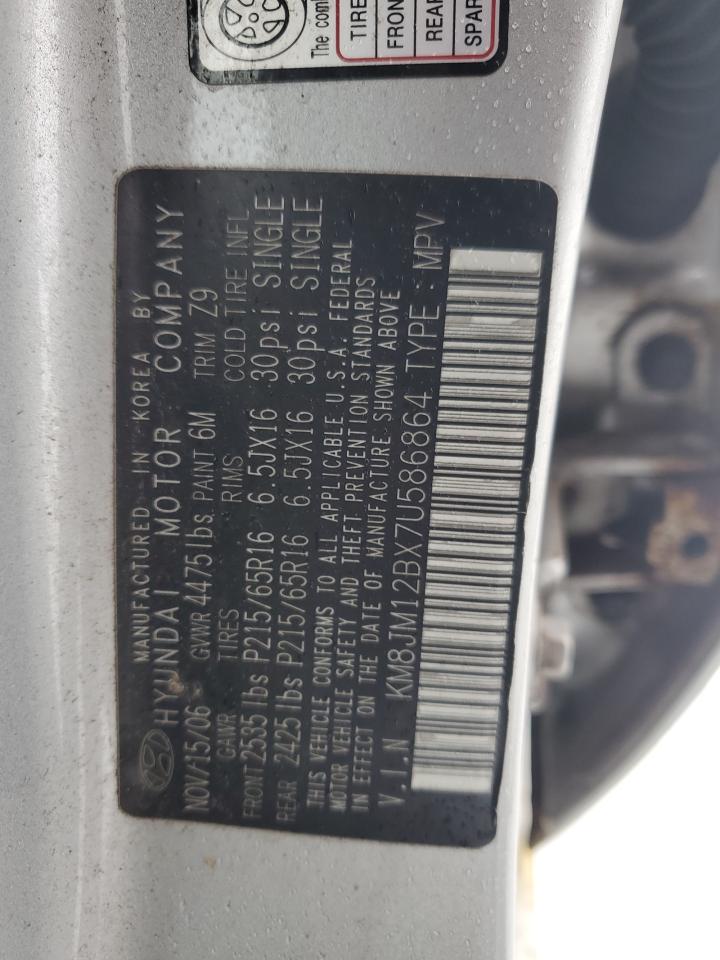 The comb
TIRE
FRON
REAR
SPAR
MANUFACTURED IN KOREA BY
HYUNDAI MOTOR COMPANY
NOV/15/06 GVWR 4475lbs PAINT 6M TRIM Z9
GAWR TIRES RIMS COLD TIRE INFL
FRONT 2535 lbs P215/65R16 6.5JX16 30psi SINGLE
REAR 2425 lbs P215/65R16 6.5JX16 30psi SINGLE
THIS VEHICLE CONFORMS TO ALL APPLICABLE U.S.A. FEDERAL
MOTOR VEHICLE SAFETY AND THEFT PREVENTION STANDARDS
IN EFFECT ON THE DATE OF MANUFACTURE SHOWN ABOVE
V.I.N KM8JM12BX7U586864 TYPE : MPV